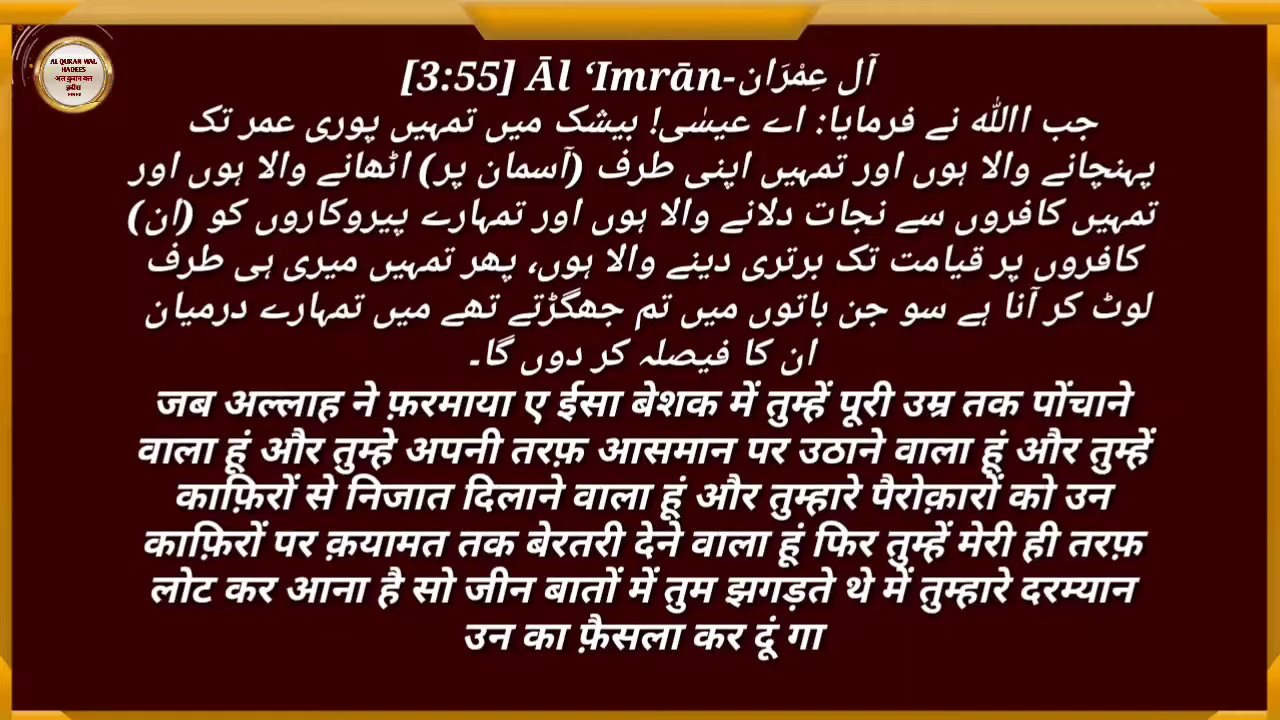 AL QURAN WAL
HADEES
अल क़ुरान वल
हदीस
[3:55] Āl ‘Imrān-آل عِمْرَان
جب اﷲ نے فرمایا: اے عیسٰی! بیشک میں تمہیں پوری عمر تک
پہنچانے والا ہوں اور تمہیں اپنی طرف (آسمان پر) اٹھانے والا ہوں اور
تمہیں کافروں سے نجات دلانے والا ہوں اور تمہارے پیروکاروں کو (ان)
کافروں پر قیامت تک برتری دینے والا ہوں، پھر تمہیں میری ہی طرف
لوٹ کر آنا ہے سو جن باتوں میں تم جھگڑتے تھے میں تمہارے درمیان
ان کا فیصلہ کر دوں گا۔
जब अल्लाह ने फ़रमाया ए ईसा बेशक में तुम्हें पूरी उम्र तक पोंचाने
वाला हूं और तुम्हे अपनी तरफ़ आसमान पर उठाने वाला हूं और तुम्हें
काफ़िरों से निजात दिलाने वाला हूं और तुम्हारे पैरोक़ारों को उन
काफ़िरों पर क़यामत तक बेरतरी देने वाला हूं फिर तुम्हें मेरी ही तरफ़
लोट कर आना है सो जीन बातों में तुम झगड़ते थे में तुम्हारे दरम्यान
उन का फ़ैसला कर दूं गा